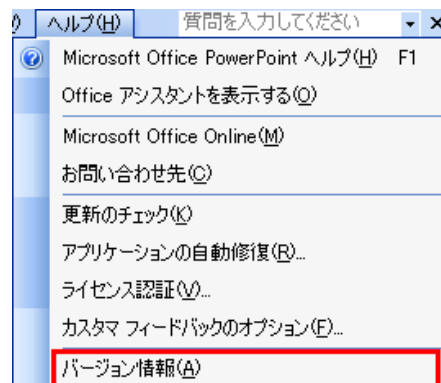 ヘルプ(H) 質問を入力してください
Microsoft Office PowerPoint ヘルプ(H) F1
Office アシスタントを表示する(O)
Microsoft Office Online(M)
お問い合わせ先(C)
更新のチェック(K)
アプリケーションの自動修復(R)...
ライセンス認証(V)...
カスタマ フィードバックのオプション(F)...
バージョン情報(A)